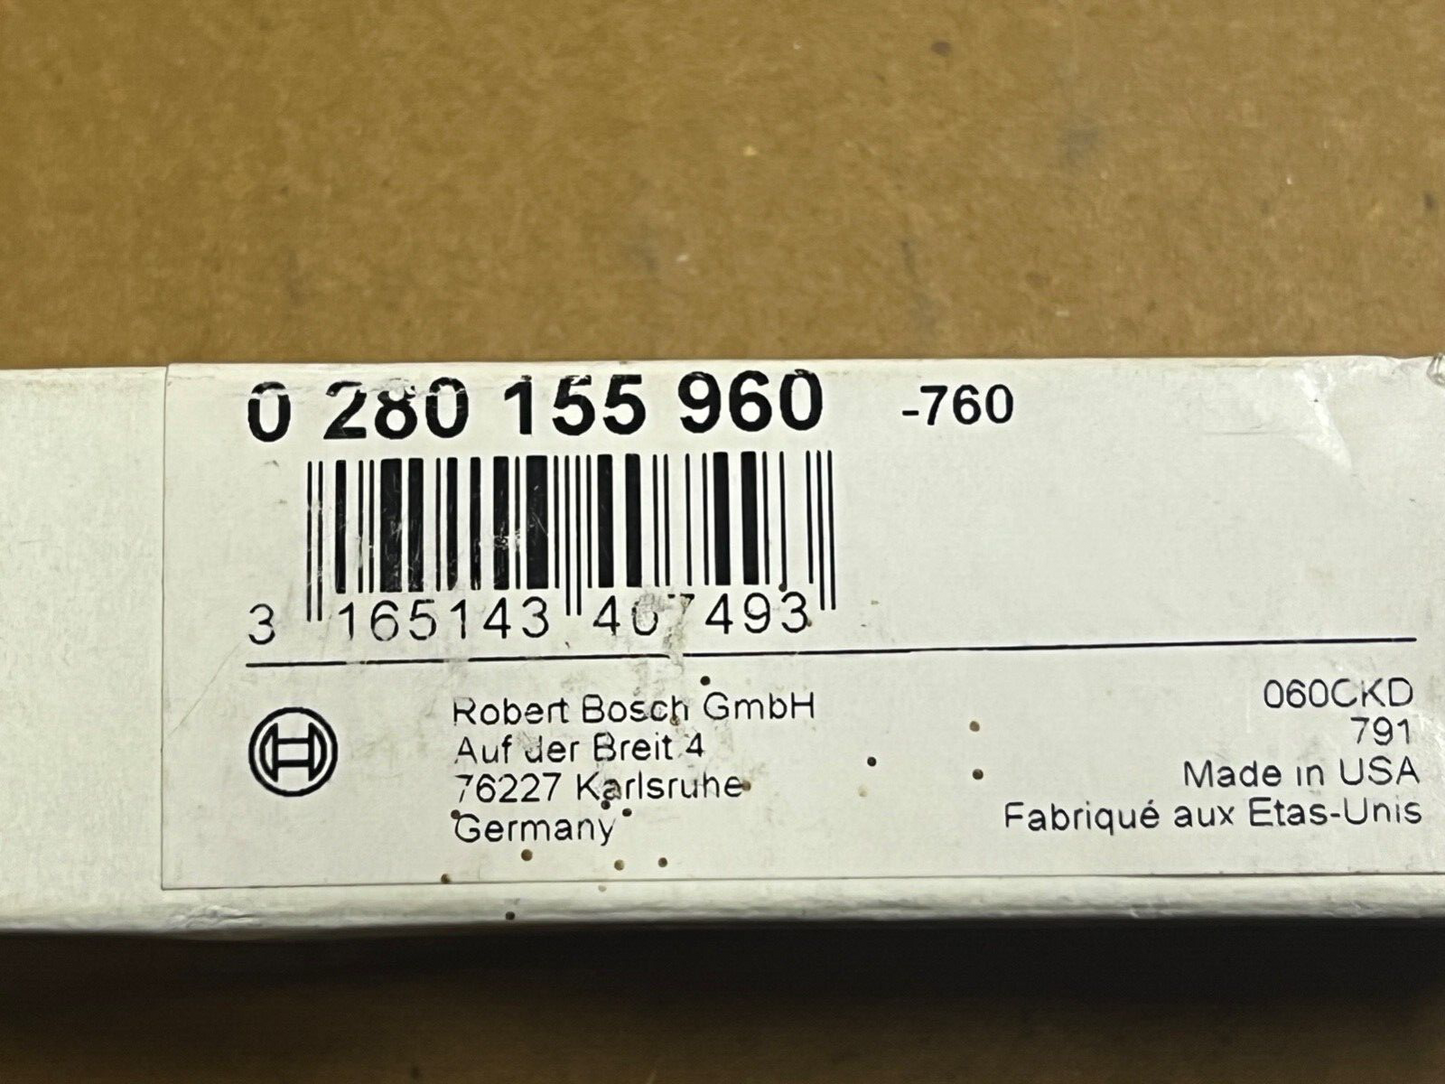 0 280 155 960 -760
3 165143 407493
Robert Bosch GmbH
Auf der Breit 4
76227 Karlsruhe
Germany
060CKD
791
Made in USA
Fabriqué aux Etas-Unis